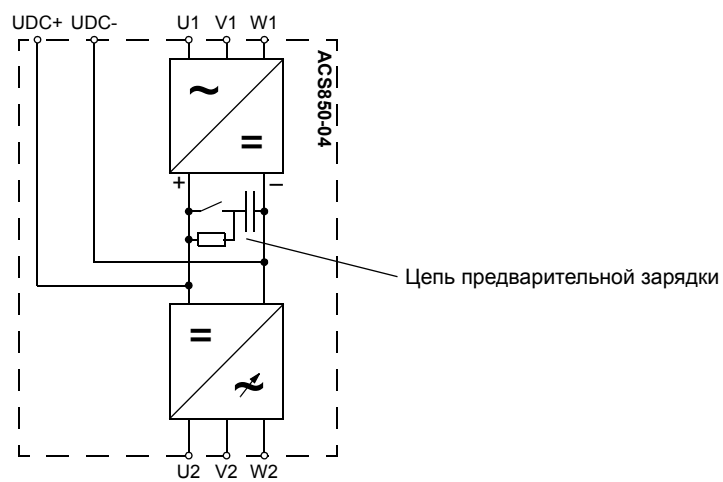 UDC+ UDC- U1 V1 W1
ACS850-04
~
=
+ –
Цепь предварительной зарядки
=
~
U2 V2 W2